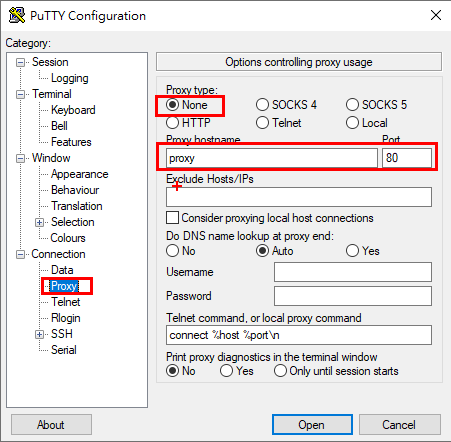 PuTTY Configuration
Category:
Session
Logging
Terminal
Keyboard
Bell
Features
Window
Appearance
Behaviour
Translation
Selection
Colours
Connection
Data
Proxy
Telnet
Rlogin
SSH
Serial
Options controlling proxy usage
Proxy type:
None SOCKS 4 SOCKS 5
HTTP Telnet Local
Proxy hostname Port
proxy 80
Exclude Hosts/IPs
Consider proxying local host connections
Do DNS name lookup at proxy end:
No Auto Yes
Username
Password
Telnet command, or local proxy command
connect %host %port\n
Print proxy diagnostics in the terminal window
No Yes Only until session starts
About Open Cancel